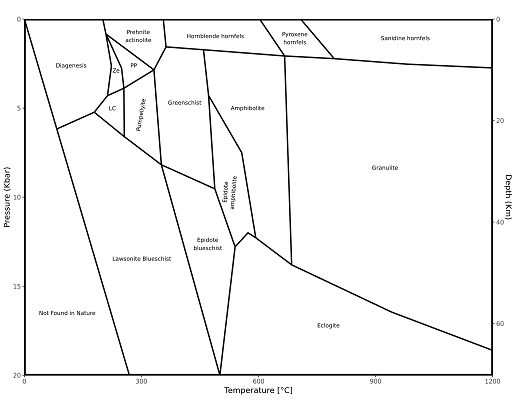 0
Prehnite
actinolite
Hornblende hornfels
Pyroxene
hornfels
Sanidine hornfels
0
Diagenesis
Ze
PP
LC
Pumpellyite
Greenschist
Amphibolite
5
20
Granulite
Pressure (Kbar)
Depth (Km)
10
Epidote
amphibolite
40
Epidote
blueschist
Lawsonite Blueschist
15
Not Found in Nature
Eclogite
60
20
0
300
600
900
1200
Temperature [°C]